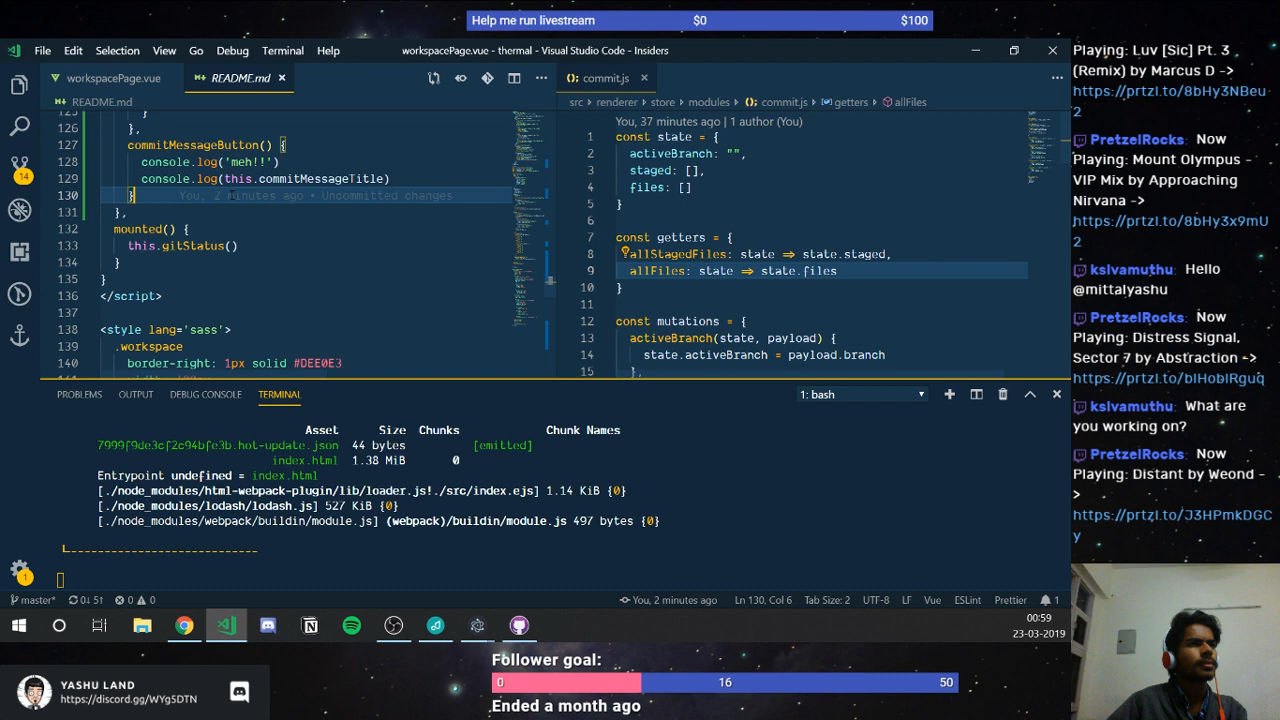 Help me run livestream $0 $100
File Edit Selection View Go Debug Terminal Help
workspacePage.vue - thermal - Visual Studio Code - Insiders
workspacePage.vue README.md
README.md
125 }
126 },
127 commitMessageButton() {
128 console.log('meh!!')
129 console.log(this.commitMessageTitle)
130 } You, 2 minutes ago • Uncommitted changes
131 },
132 mounted() {
133 this.gitStatus()
134 }
135 }
136 </script>
137
138 <style lang='sass'>
139 .workspace
140 border-right: 1px solid #DEE0E3
commit.js
src > renderer > store > modules > commit.js > getters > allFiles
You, 37 minutes ago | 1 author (You)
1 const state = {
2 activeBranch: "",
3 staged: [],
4 files: []
5 }
6
7 const getters = {
8 allStagedFiles: state => state.staged,
9 allFiles: state => state.files
10 }
11
12 const mutations = {
13 activeBranch(state, payload) {
14 state.activeBranch = payload.branch
15 },
PROBLEMS OUTPUT DEBUG CONSOLE TERMINAL 1: bash
Asset Size Chunks Chunk Names
7999f9de3cf2c94bfe3b.hot-update.json 44 bytes [emitted]
index.html 1.38 MiB 0
Entrypoint undefined = index.html
[./node_modules/html-webpack-plugin/lib/loader.js!./src/index.ejs] 1.14 KiB {0}
[./node_modules/lodash/lodash.js] 527 KiB {0}
[./node_modules/webpack/buildin/module.js] (webpack)/buildin/module.js 497 bytes {0}
14
1
master* 0↓ 5↑ 0 0 You, 2 minutes ago Ln 130, Col 6 Tab Size: 2 UTF-8 LF Vue ESLint Prettier 1
00:59
23-03-2019
YASHU LAND
https://discord.gg/WYg5DTN
Follower goal:
0 16 50
Ended a month ago
Playing: Luv [Sic] Pt. 3
(Remix) by Marcus D ->
https://prtzl.to/8bHy3NBeu
2
PretzelRocks: Now
Playing: Mount Olympus -
VIP Mix by Approaching
Nirvana ->
https://prtzl.to/8bHy3x9mU
2
kslvamuthu: Hello
@mittalyashu
PretzelRocks: Now
Playing: Distress Signal,
Sector 7 by Abstraction ->
https://prtzl.to/blHoblRguq
kslvamuthu: What are
you working on?
PretzelRocks: Now
Playing: Distant by Weond -
>
https://prtzl.to/J3HPmkDGC
y